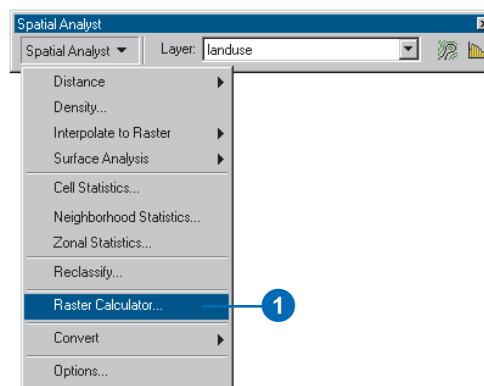 Spatial Analyst
Spatial Analyst Layer: landuse
Distance
Density...
Interpolate to Raster
Surface Analysis
Cell Statistics...
Neighborhood Statistics...
Zonal Statistics...
Reclassify...
Raster Calculator... 1
Convert
Options...